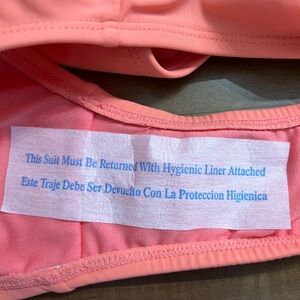 This Suit Must Be Returned With Hygienic Liner Attached
Este Traje Debe Ser Devuelto Con La Proteccion Higienica